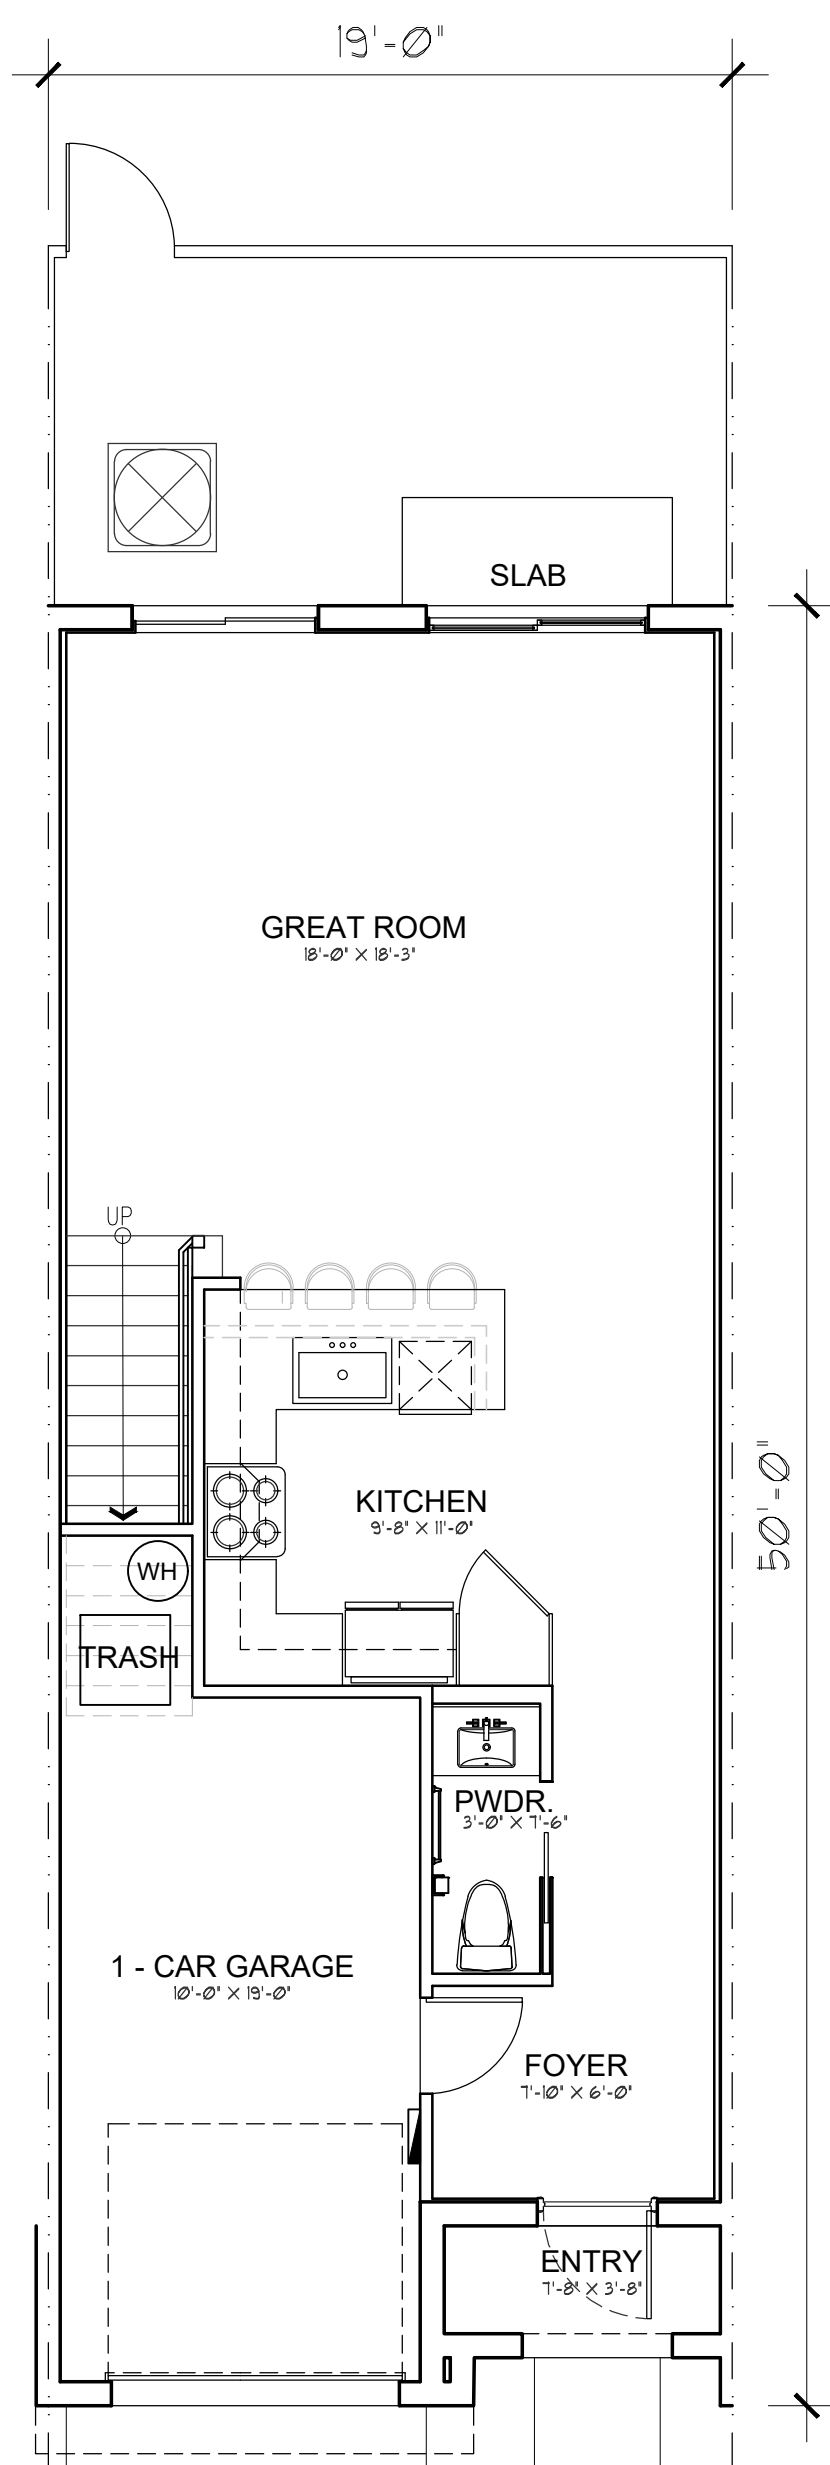 19'-0"
SLAB
GREAT ROOM
18'-0" X 18'-3"
UP
KITCHEN
9'-8" X 11'-0"
50'-0"
WH
TRASH
PWDR.
3'-0" X 7'-6"
1 - CAR GARAGE
10'-0" X 19'-0"
FOYER
7'-10" X 6'-0"
ENTRY
7'-8" X 3'-8"